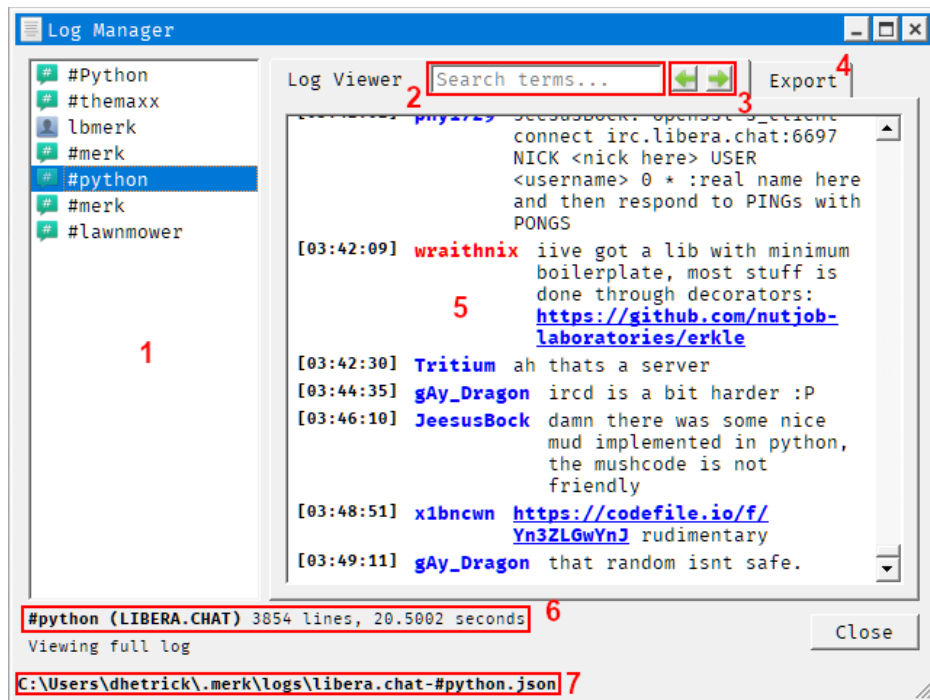 Log Manager
#Python
#themaxx
lbmerk
#merk
#python
#merk
#lawnmower
1
Log Viewer
2
Search terms...
3
Export
4
connect irc.libera.chat:6697
NICK <nick here> USER
<username> 0 * :real name here
and then respond to PINGs with
PONGS
[03:42:09] wraithnix iive got a lib with minimum
boilerplate, most stuff is
done through decorators:
https://github.com/nutjob-
laboratories/erkle
5
[03:42:30] Tritium ah thats a server
[03:44:35] gAy_Dragon ircd is a bit harder :P
[03:46:10] JeesusBock damn there was some nice
mud implemented in python,
the mushcode is not
friendly
[03:48:51] x1bncwn https://codefile.io/f/
Yn3ZLGwYnJ rudimentary
[03:49:11] gAy_Dragon that random isnt safe.
#python (LIBERA.CHAT) 3854 lines, 20.5002 seconds
6
Viewing full log
Close
C:\Users\dhetrick\.merk\logs\libera.chat-#python.json
7